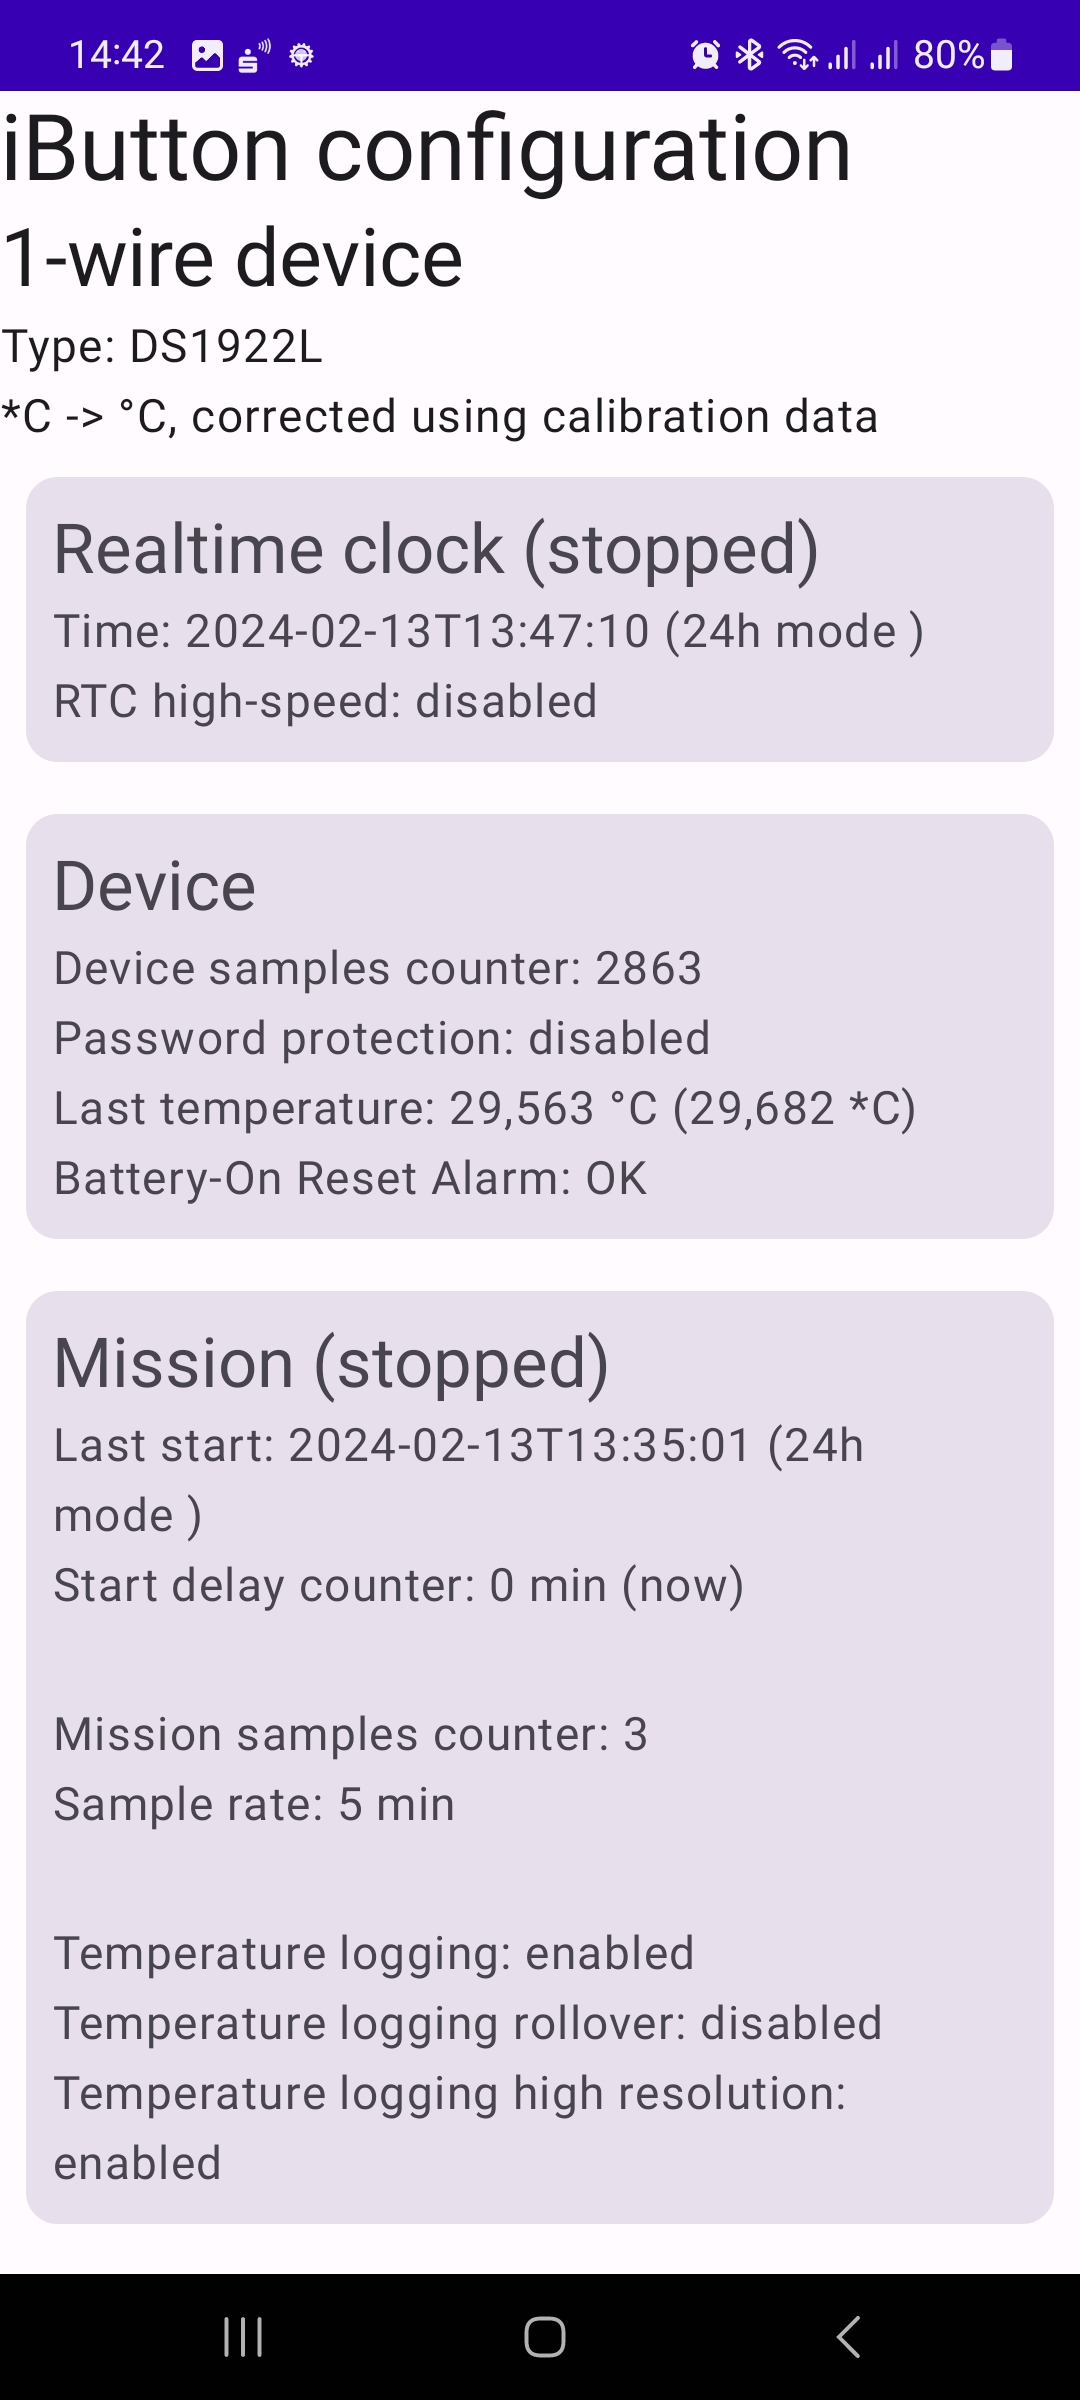 14:42
80%
iButton configuration
1-wire device
Type: DS1922L
*C -> °C, corrected using calibration data
Realtime clock (stopped)
Time: 2024-02-13T13:47:10 (24h mode )
RTC high-speed: disabled
Device
Device samples counter: 2863
Password protection: disabled
Last temperature: 29,563 °C (29,682 *C)
Battery-On Reset Alarm: OK
Mission (stopped)
Last start: 2024-02-13T13:35:01 (24h
mode )
Start delay counter: 0 min (now)
Mission samples counter: 3
Sample rate: 5 min
Temperature logging: enabled
Temperature logging rollover: disabled
Temperature logging high resolution:
enabled